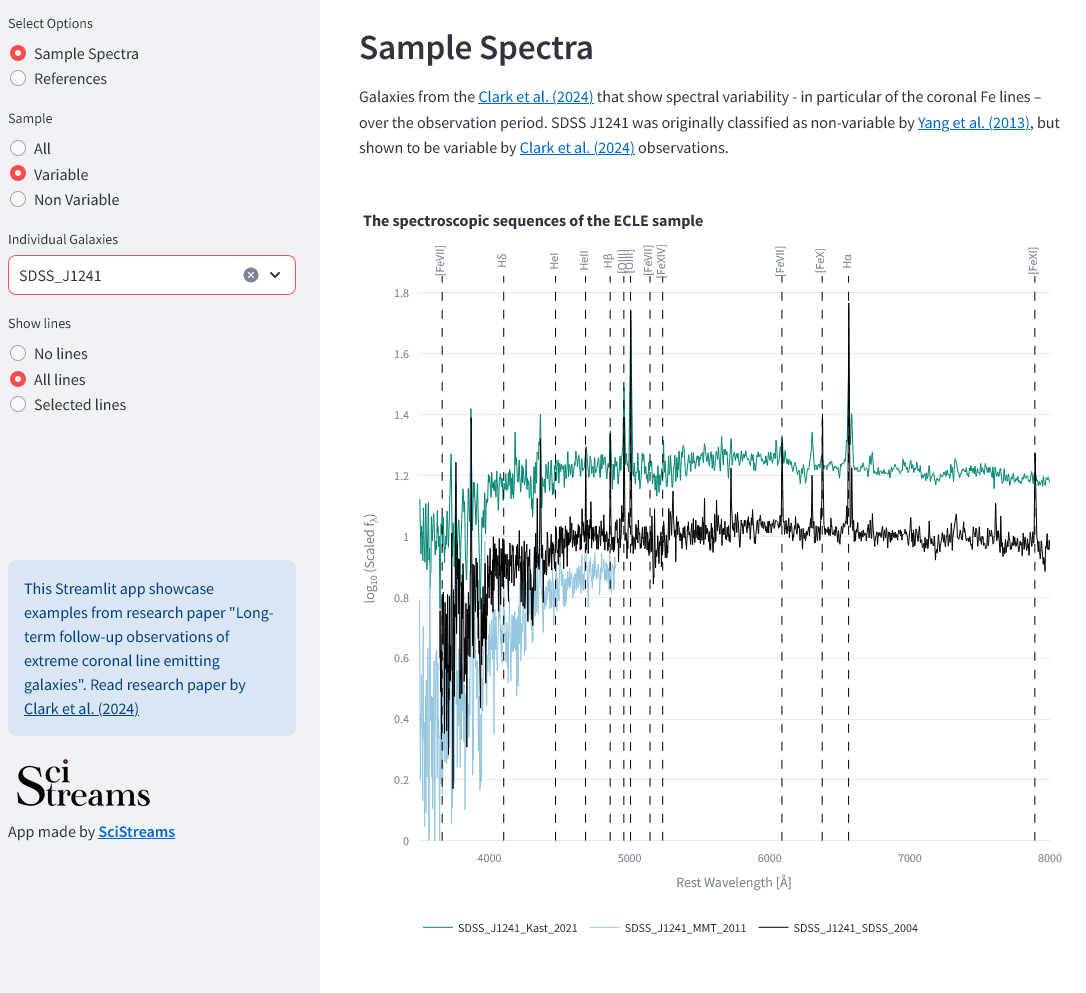 Select Options
Sample Spectra
References
Sample
All
Variable
Non Variable
Individual Galaxies
SDSS_J1241
Show lines
No lines
All lines
Selected lines
This Streamlit app showcase
examples from research paper "Long-
term follow-up observations of
extreme coronal line emitting
galaxies". Read research paper by
Clark et al. (2024)
Sci
Streams
App made by SciStreams
Sample Spectra
Galaxies from the Clark et al. (2024) that show spectral variability - in particular of the coronal Fe lines –
over the observation period. SDSS J1241 was originally classified as non-variable by Yang et al. (2013), but
shown to be variable by Clark et al. (2024) observations.
The spectroscopic sequences of the ECLE sample
[FeVII]
Hδ
HeI
HeII
Hβ
[OIII]
[OIII]
[FeVII]
[FeXIV]
[FeVII]
[FeX]
Hα
[FeXI]
1.8
1.6
1.4
1.2
1
0.8
0.6
0.4
0.2
0
log₁₀ (Scaled fλ)
4000
5000
6000
7000
8000
Rest Wavelength [Å]
SDSS_J1241_Kast_2021
SDSS_J1241_MMT_2011
SDSS_J1241_SDSS_2004